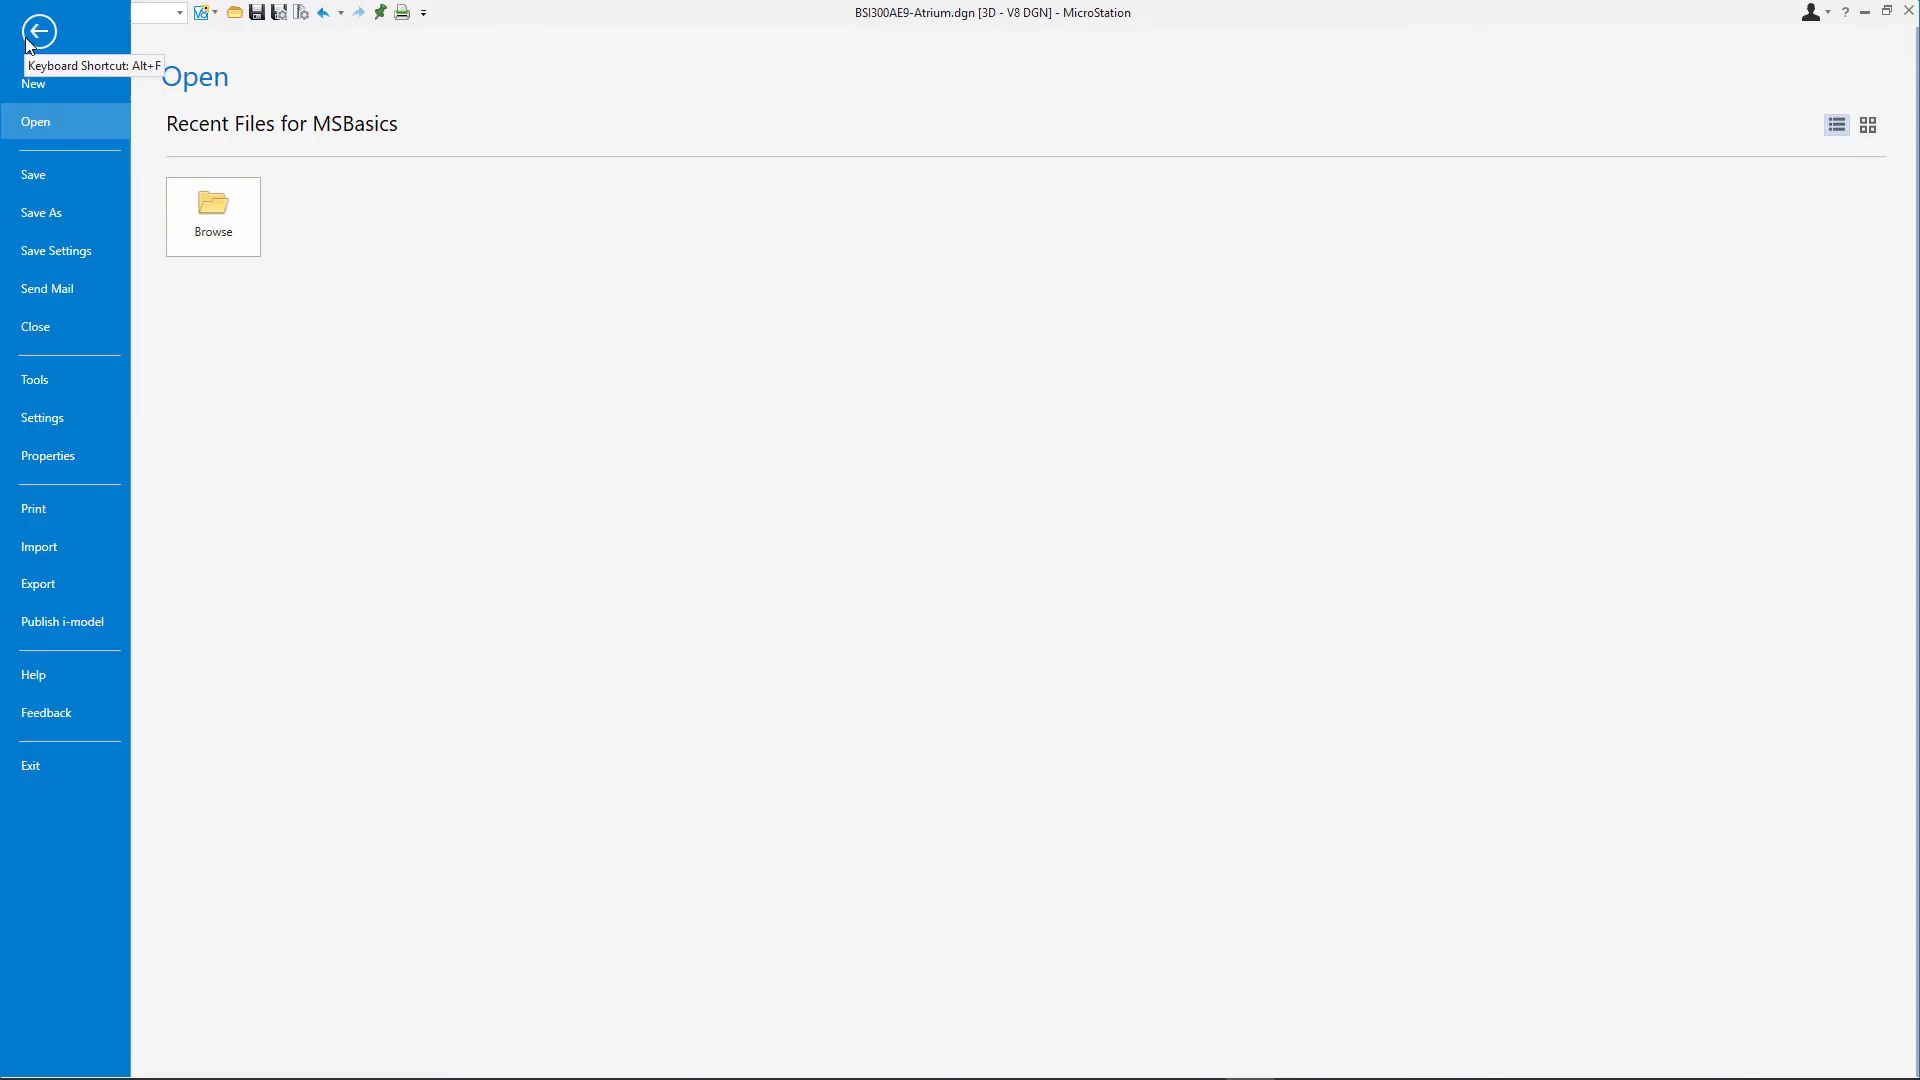 BSI300AE9-Atrium.dgn [3D - V8 DGN] - MicroStation
?
Keyboard Shortcut: Alt+F
New
Open
Save
Save As
Save Settings
Send Mail
Close
Tools
Settings
Properties
Print
Import
Export
Publish i-model
Help
Feedback
Exit
Open
Recent Files for MSBasics
Browse